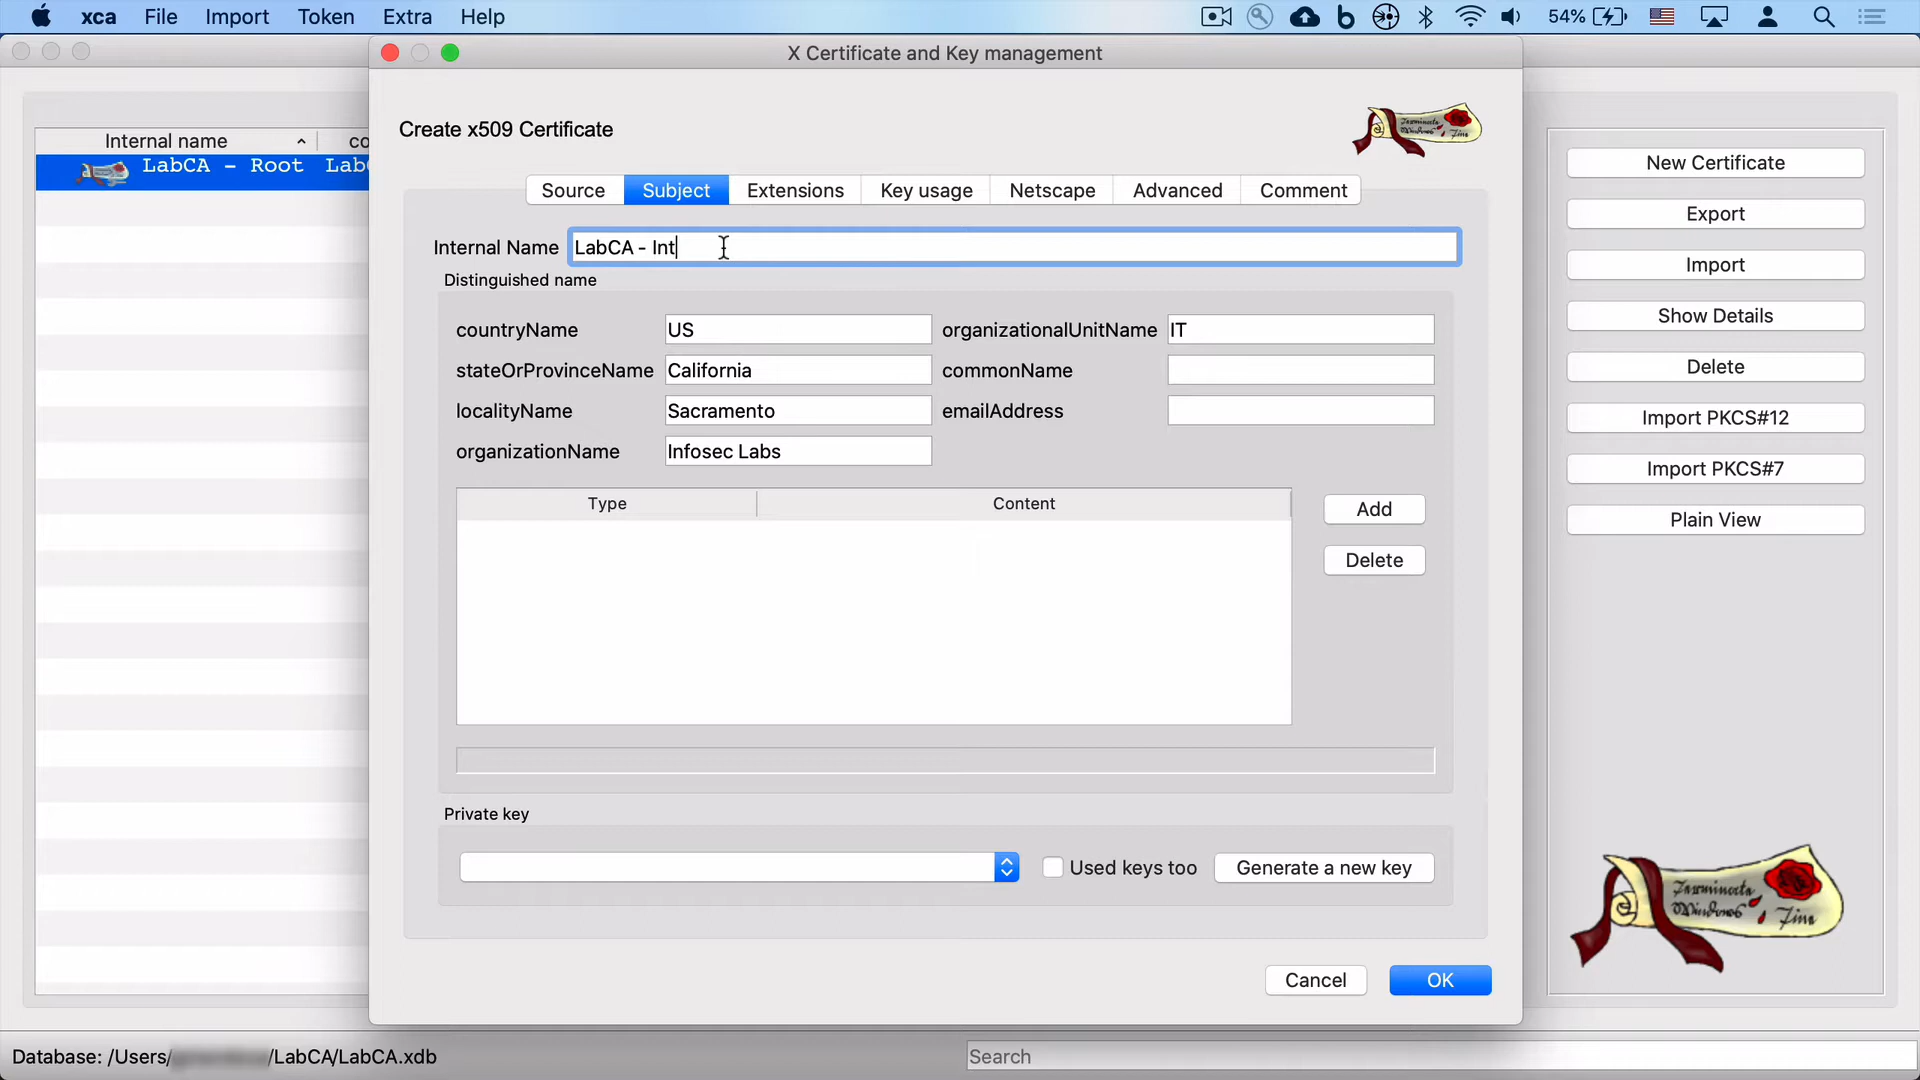 xca File Import Token Extra Help 54%
X Certificate and Key management
Create x509 Certificate
Internal name co
LabCA - Root LabC
Source Subject Extensions Key usage Netscape Advanced Comment
Internal Name LabCA - Int
Distinguished name
countryName US organizationalUnitName IT
stateOrProvinceName California commonName
localityName Sacramento emailAddress
organizationName Infosec Labs
Type Content
Add
Delete
Private key
Used keys too Generate a new key
Cancel OK
New Certificate
Export
Import
Show Details
Delete
Import PKCS#12
Import PKCS#7
Plain View
Database: /Users/ /LabCA/LabCA.xdb
Search